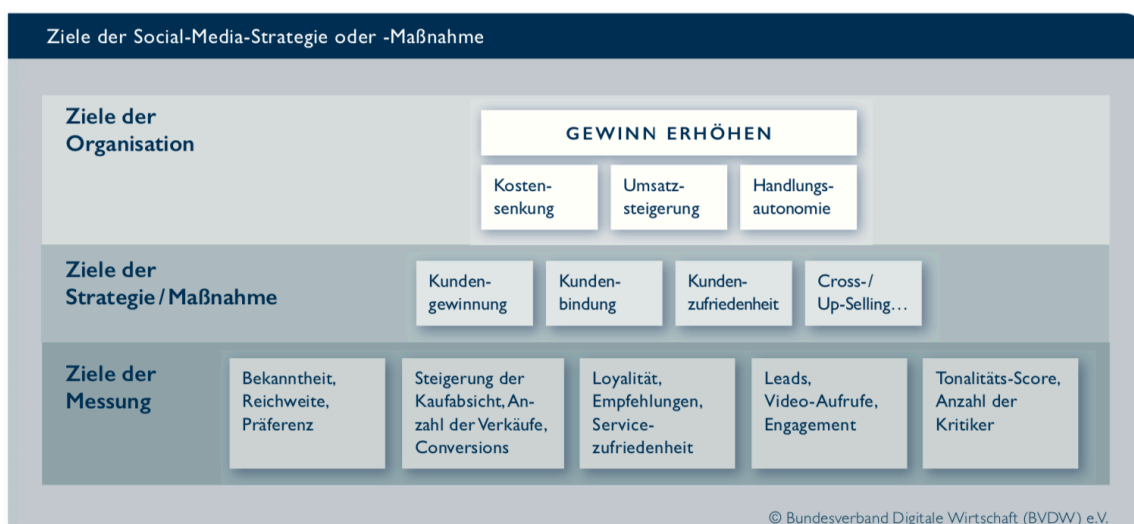 Ziele der Social-Media-Strategie oder -Maßnahme
Ziele der
Organisation
GEWINN ERHÖHEN
Kosten-
senkung
Umsatz-
steigerung
Handlungs-
autonomie
Ziele der
Strategie/Maßnahme
Kunden-
gewinnung
Kunden-
bindung
Kunden-
zufriedenheit
Cross-/
Up-Selling...
Ziele der
Messung
Bekanntheit,
Reichweite,
Präferenz
Steigerung der
Kaufabsicht, An-
zahl der Verkäufe,
Conversions
Loyalität,
Empfehlungen,
Service-
zufriedenheit
Leads,
Video-Aufrufe,
Engagement
Tonalitäts-Score,
Anzahl der
Kritiker
© Bundesverband Digitale Wirtschaft (BVDW) e.V.